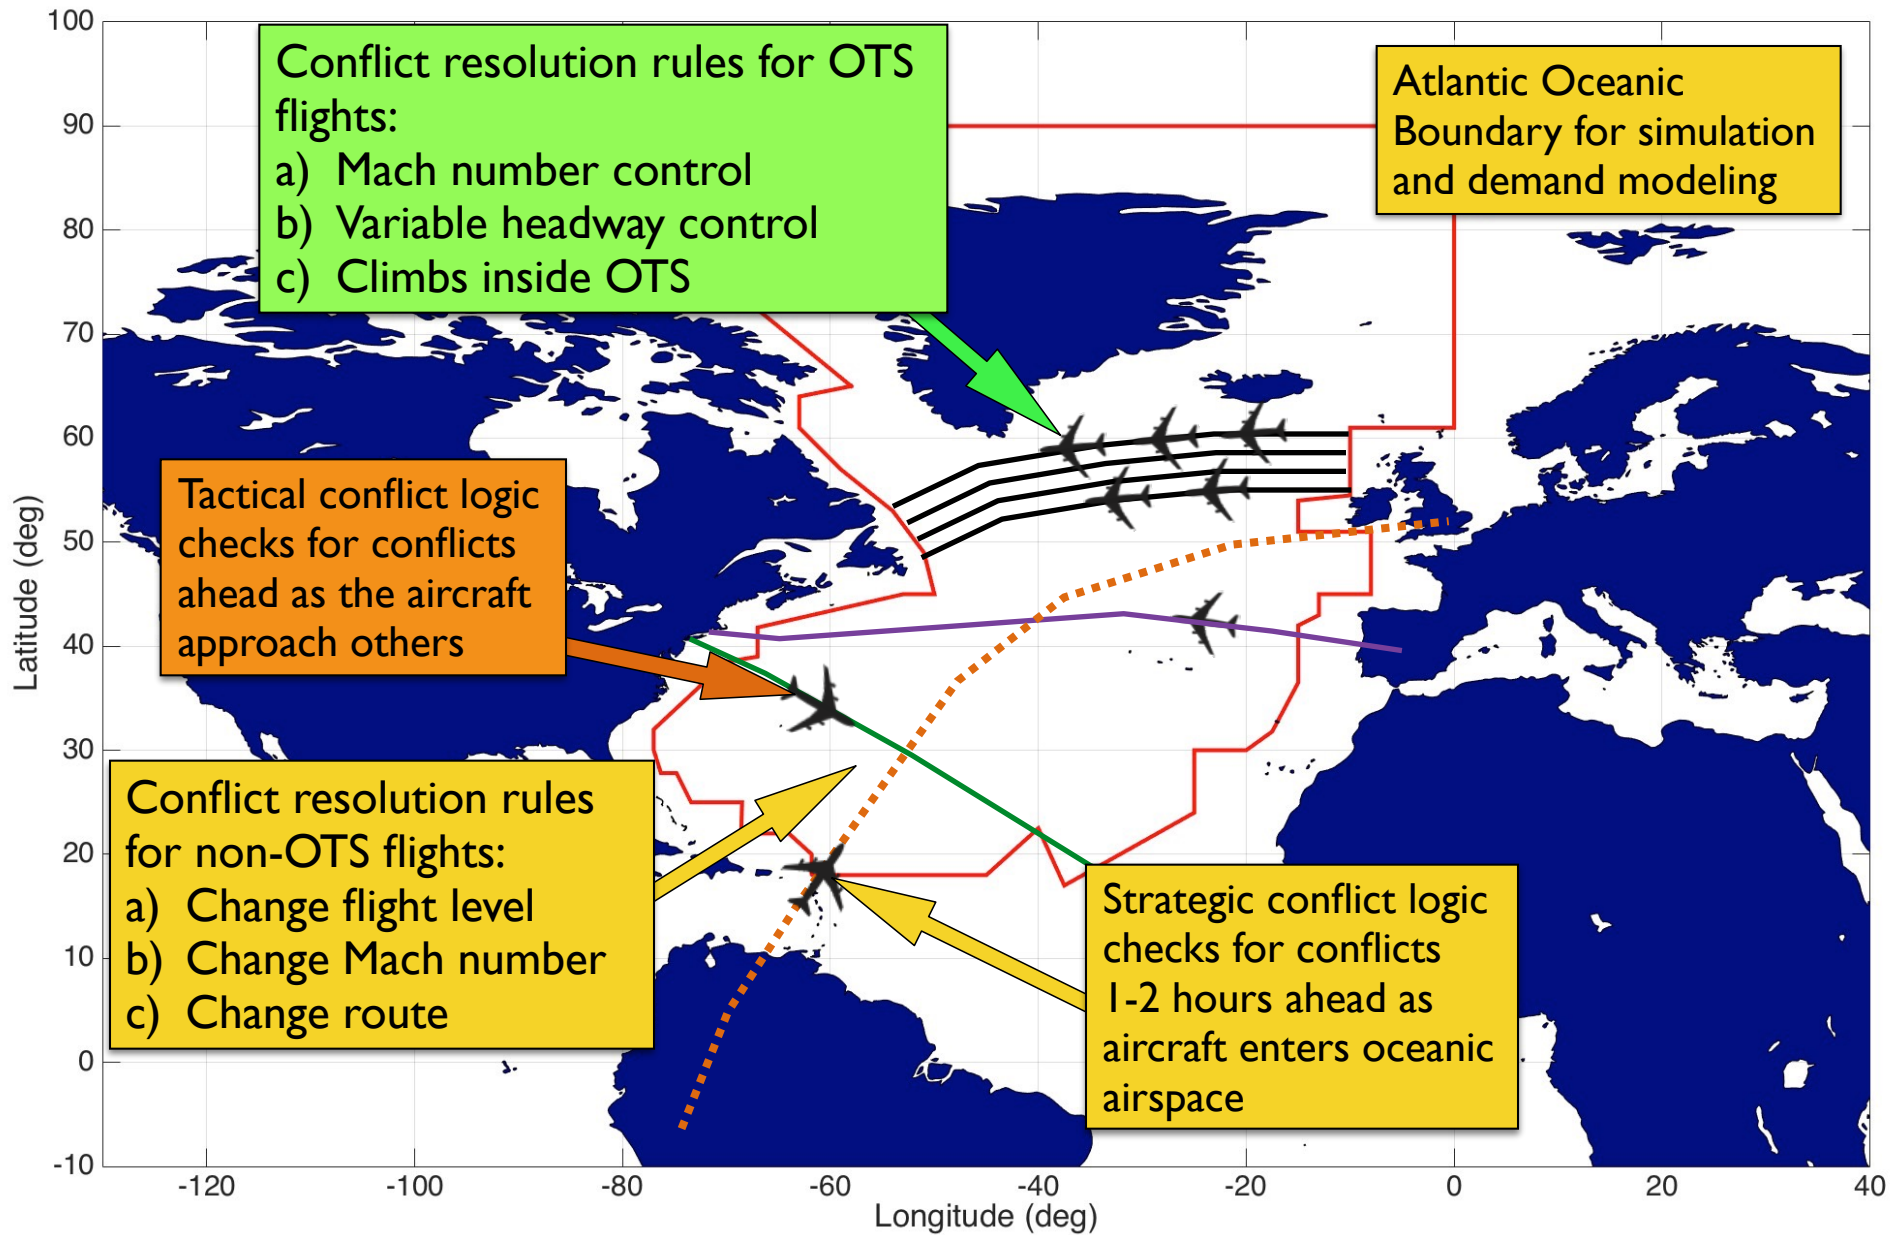 Conflict resolution rules for OTS
flights:
a) Mach number control
b) Variable headway control
c) Climbs inside OTS
Atlantic Oceanic
Boundary for simulation
and demand modeling
Tactical conflict logic
checks for conflicts
ahead as the aircraft
approach others
Conflict resolution rules
for non-OTS flights:
a) Change flight level
b) Change Mach number
c) Change route
Strategic conflict logic
checks for conflicts
1-2 hours ahead as
aircraft enters oceanic
airspace
Latitude (deg)
100
90
80
70
60
50
40
30
20
10
0
-10
-120
-100
-80
-60
-40
-20
0
20
40
Longitude (deg)